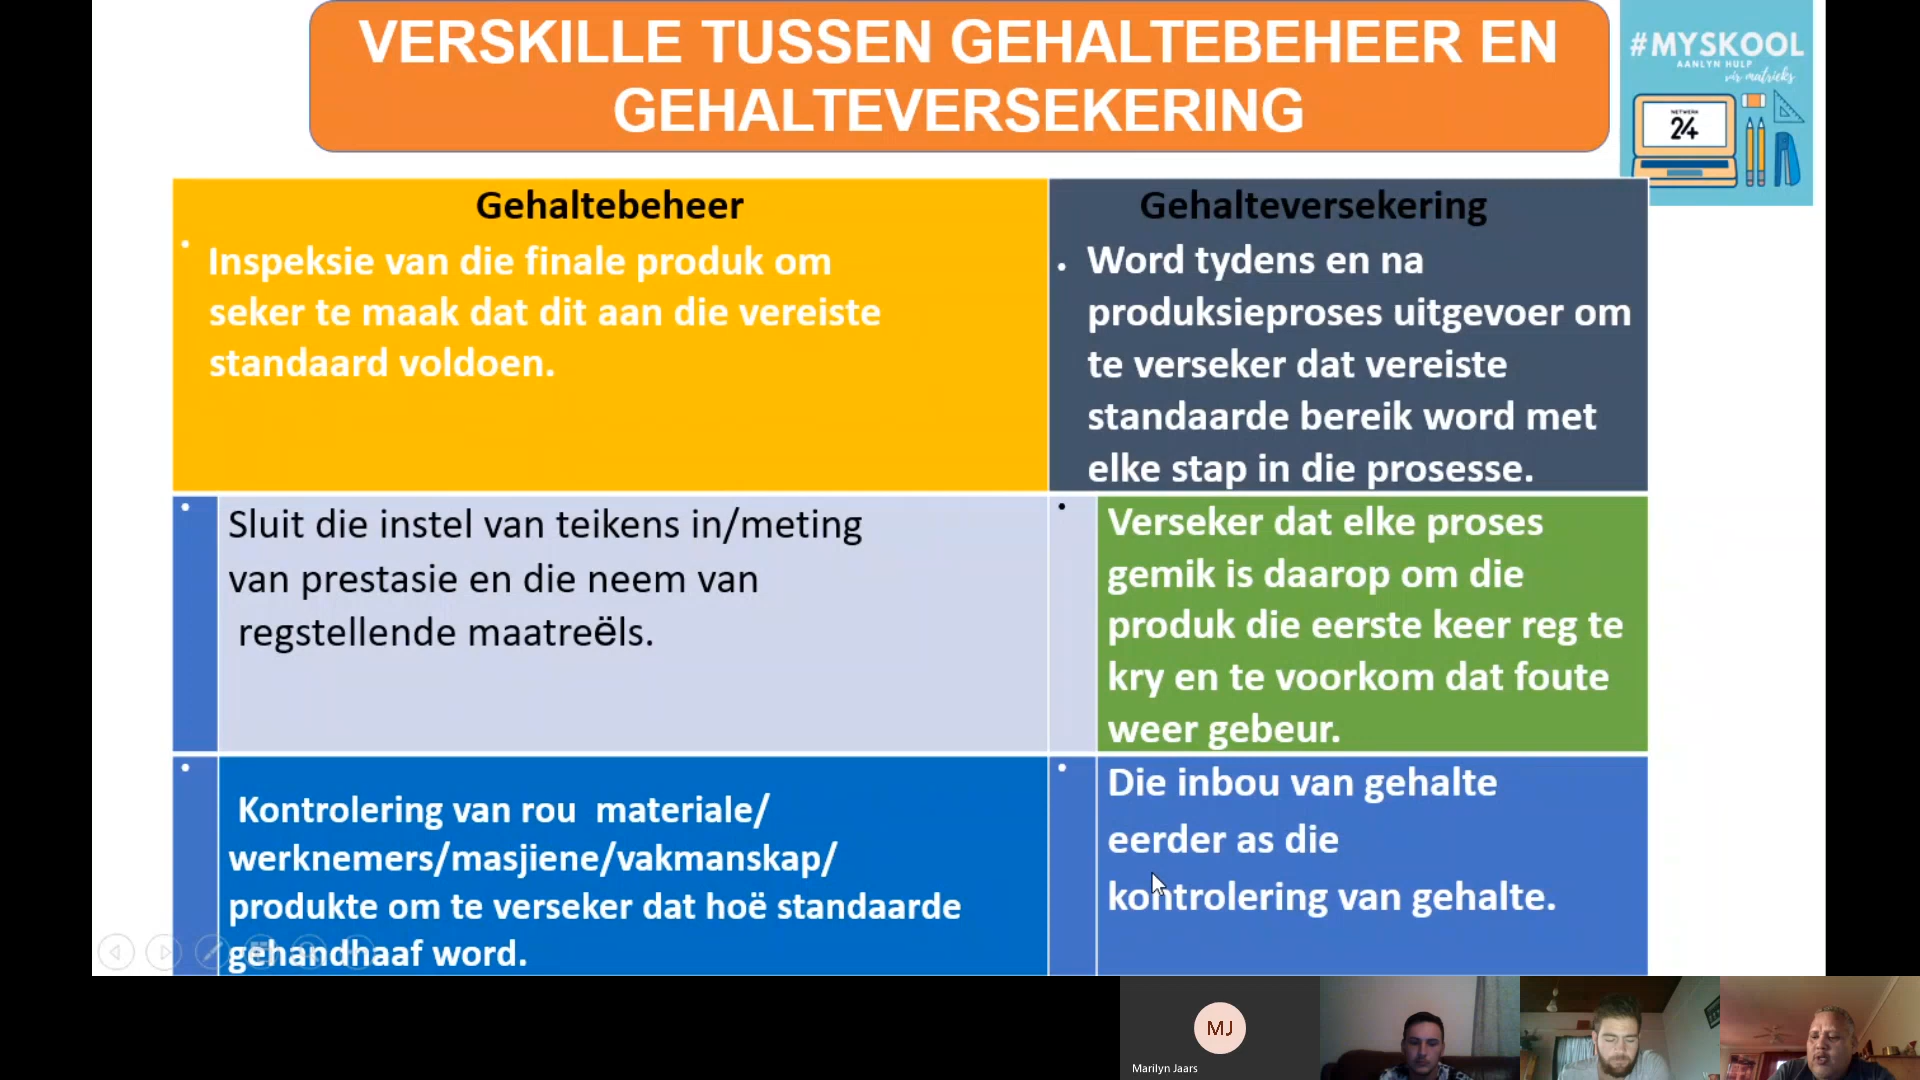 VERSKILLE TUSSEN GEHALTEBEHEER EN
GEHALTEVERSEKERING
#MYSKOOL
AANLYN HULP
vir matrieks
NETWERK
24
Gehaltebeheer
Inspeksie van die finale produk om
seker te maak dat dit aan die vereiste
standaard voldoen.
Gehalteversekering
Word tydens en na
produksieproses uitgevoer om
te verseker dat vereiste
standaarde bereik word met
elke stap in die prosesse.
Sluit die instel van teikens in/meting
van prestasie en die neem van
regstellende maatreëls.
Verseker dat elke proses
gemik is daarop om die
produk die eerste keer reg te
kry en te voorkom dat foute
weer gebeur.
Kontrolering van rou materiale/
werknemers/masjiene/vakmanskap/
produkte om te verseker dat hoë standaarde
gehandhaaf word.
Die inbou van gehalte
eerder as die
kontrolering van gehalte.
MJ
Marilyn Jaars